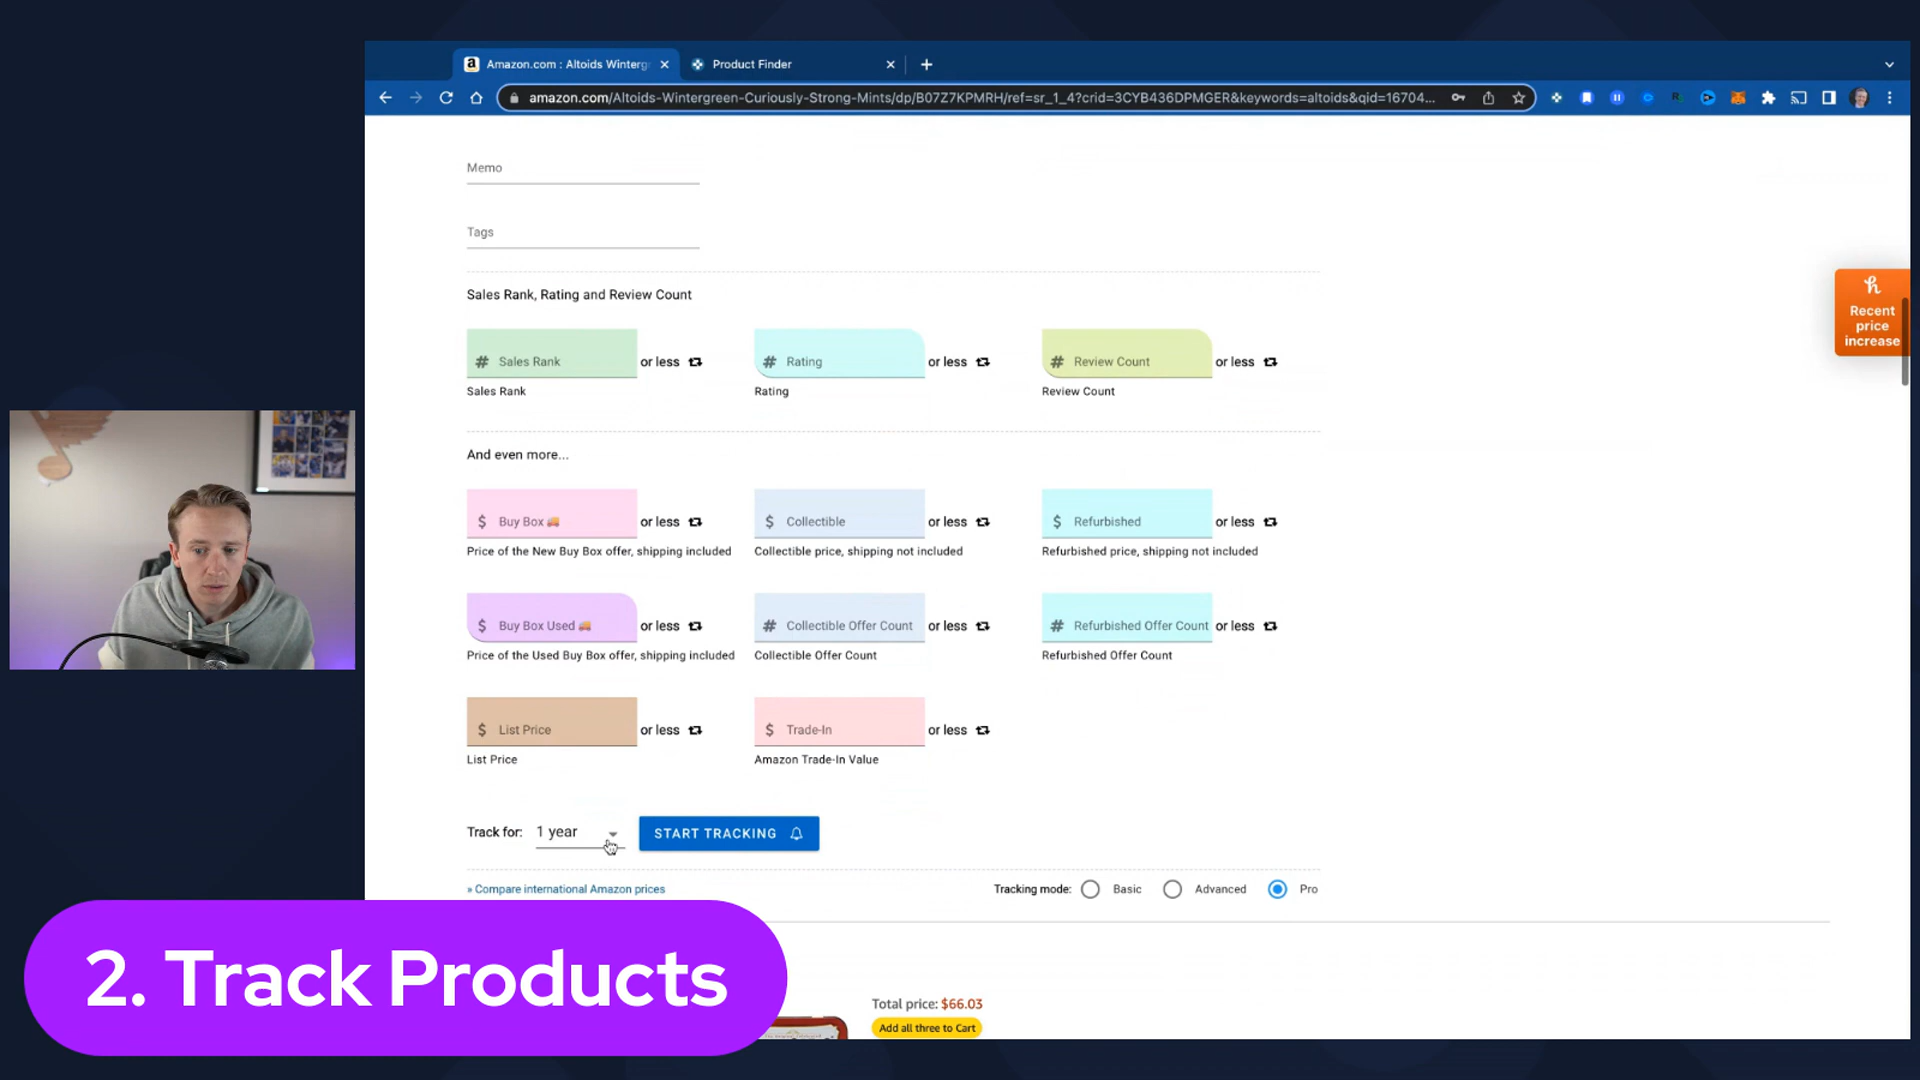 Amazon.com : Altoids Winterg
Product Finder
amazon.com/Altoids-Wintergreen-Curiously-Strong-Mints/dp/B07Z7KPMRH/ref=sr_1_4?crid=3CYB436DPMGER&keywords=altoids&qid=16704...
Memo
Tags
Recent
price
increase
Sales Rank, Rating and Review Count
# Sales Rank or less # Rating or less # Review Count or less
Sales Rank Rating Review Count
And even more...
$ Buy Box or less $ Collectible or less $ Refurbished or less
Price of the New Buy Box offer, shipping included Collectible price, shipping not included Refurbished price, shipping not included
$ Buy Box Used or less # Collectible Offer Count or less # Refurbished Offer Count or less
Price of the Used Buy Box offer, shipping included Collectible Offer Count Refurbished Offer Count
$ List Price or less $ Trade-In or less
List Price Amazon Trade-In Value
Track for: 1 year START TRACKING
» Compare international Amazon prices Tracking mode: Basic Advanced Pro
2. Track Products
Total price: $66.03
Add all three to Cart